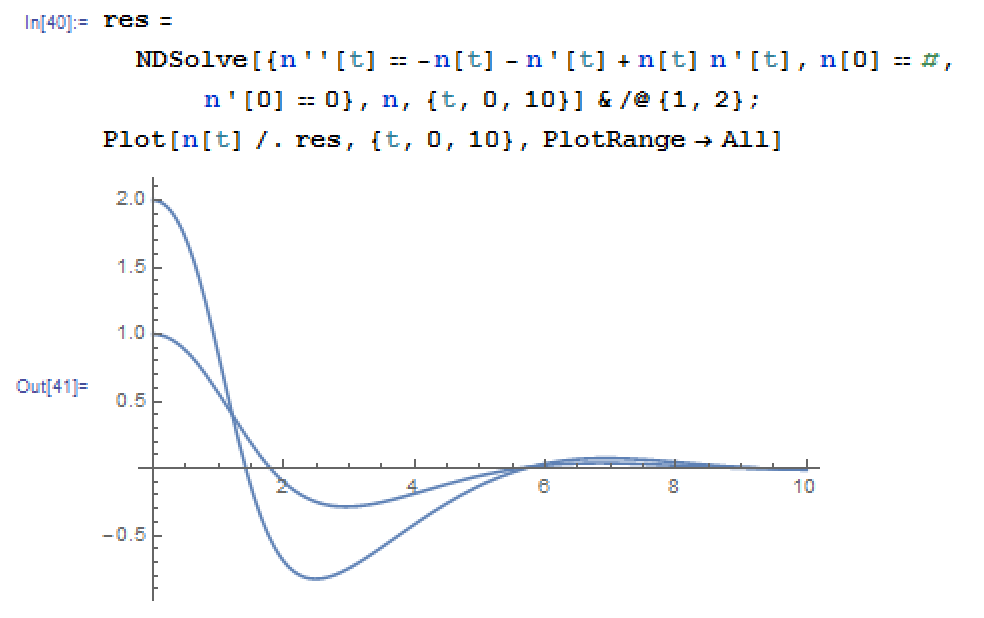 In[40]:= res =
NDSolve[{n''[t] == -n[t] - n'[t] + n[t] n'[t], n[0] == #,
n'[0] == 0}, n, {t, 0, 10}] & /@ {1, 2};
Plot[n[t] /. res, {t, 0, 10}, PlotRange → All]
2.0
1.5
1.0
Out[41]=
0.5
2 4 6 8 10
-0.5